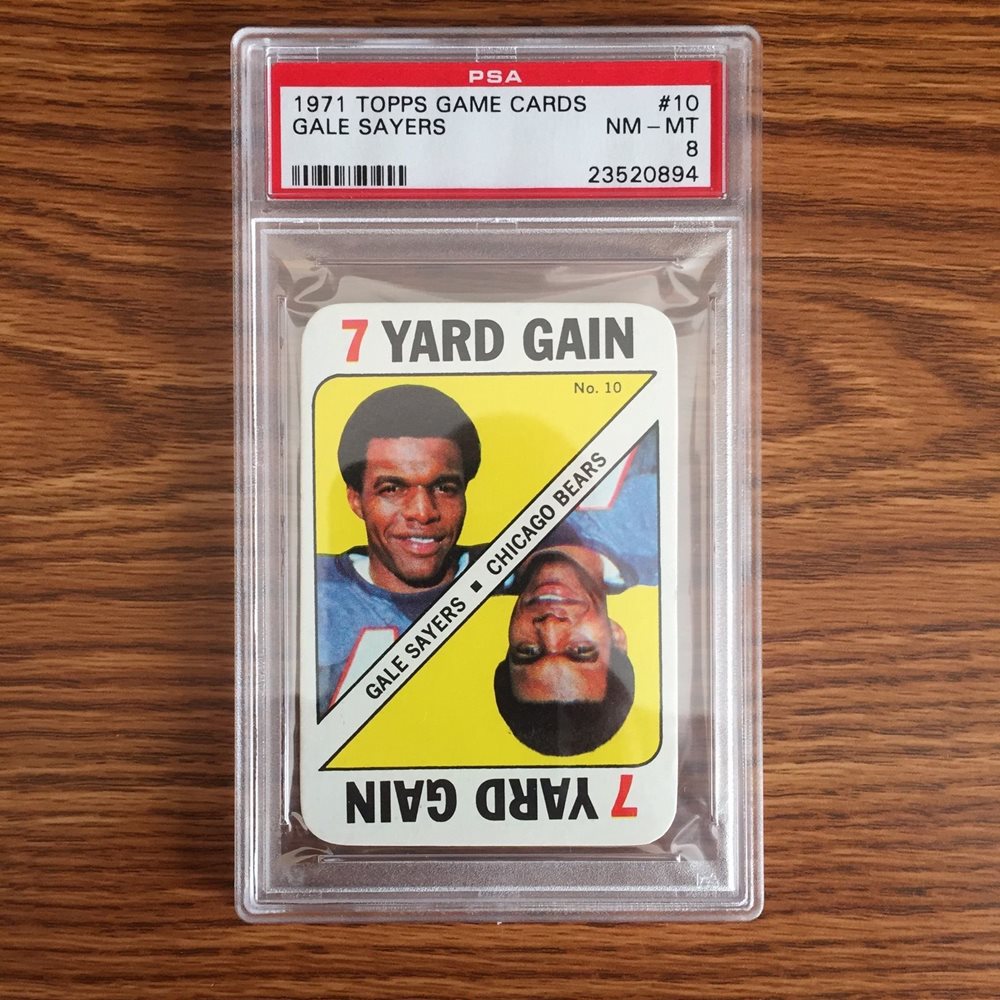 PSA
1971 TOPPS GAME CARDS #10
GALE SAYERS NM – MT
8
23520894
7 YARD GAIN
No. 10
GALE SAYERS ■ CHICAGO BEARS
7 YARD GAIN